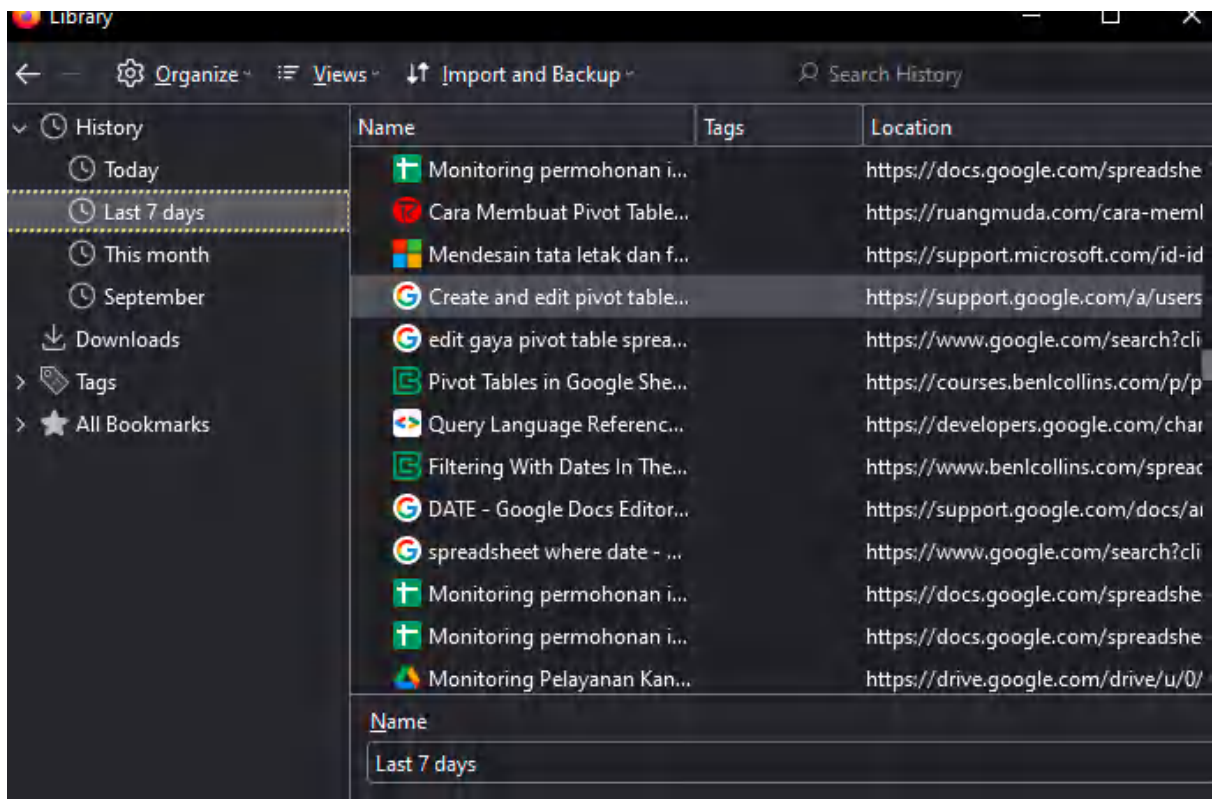 Library
Organize Views Import and Backup Search History
History
Today
Last 7 days
This month
September
Downloads
Tags
All Bookmarks
Name Tags Location
Monitoring permohonan i... https://docs.google.com/spreadshe
Cara Membuat Pivot Table... https://ruangmuda.com/cara-meml
Mendesain tata letak dan f... https://support.microsoft.com/id-id
Create and edit pivot table... https://support.google.com/a/users
edit gaya pivot table sprea... https://www.google.com/search?cli
Pivot Tables in Google She... https://courses.benlcollins.com/p/p
Query Language Referenc... https://developers.google.com/char
Filtering With Dates In The... https://www.benlcollins.com/spreac
DATE - Google Docs Editor... https://support.google.com/docs/ai
spreadsheet where date - ... https://www.google.com/search?cli
Monitoring permohonan i... https://docs.google.com/spreadshe
Monitoring permohonan i... https://docs.google.com/spreadshe
Monitoring Pelayanan Kan... https://drive.google.com/drive/u/0/
Name
Last 7 days